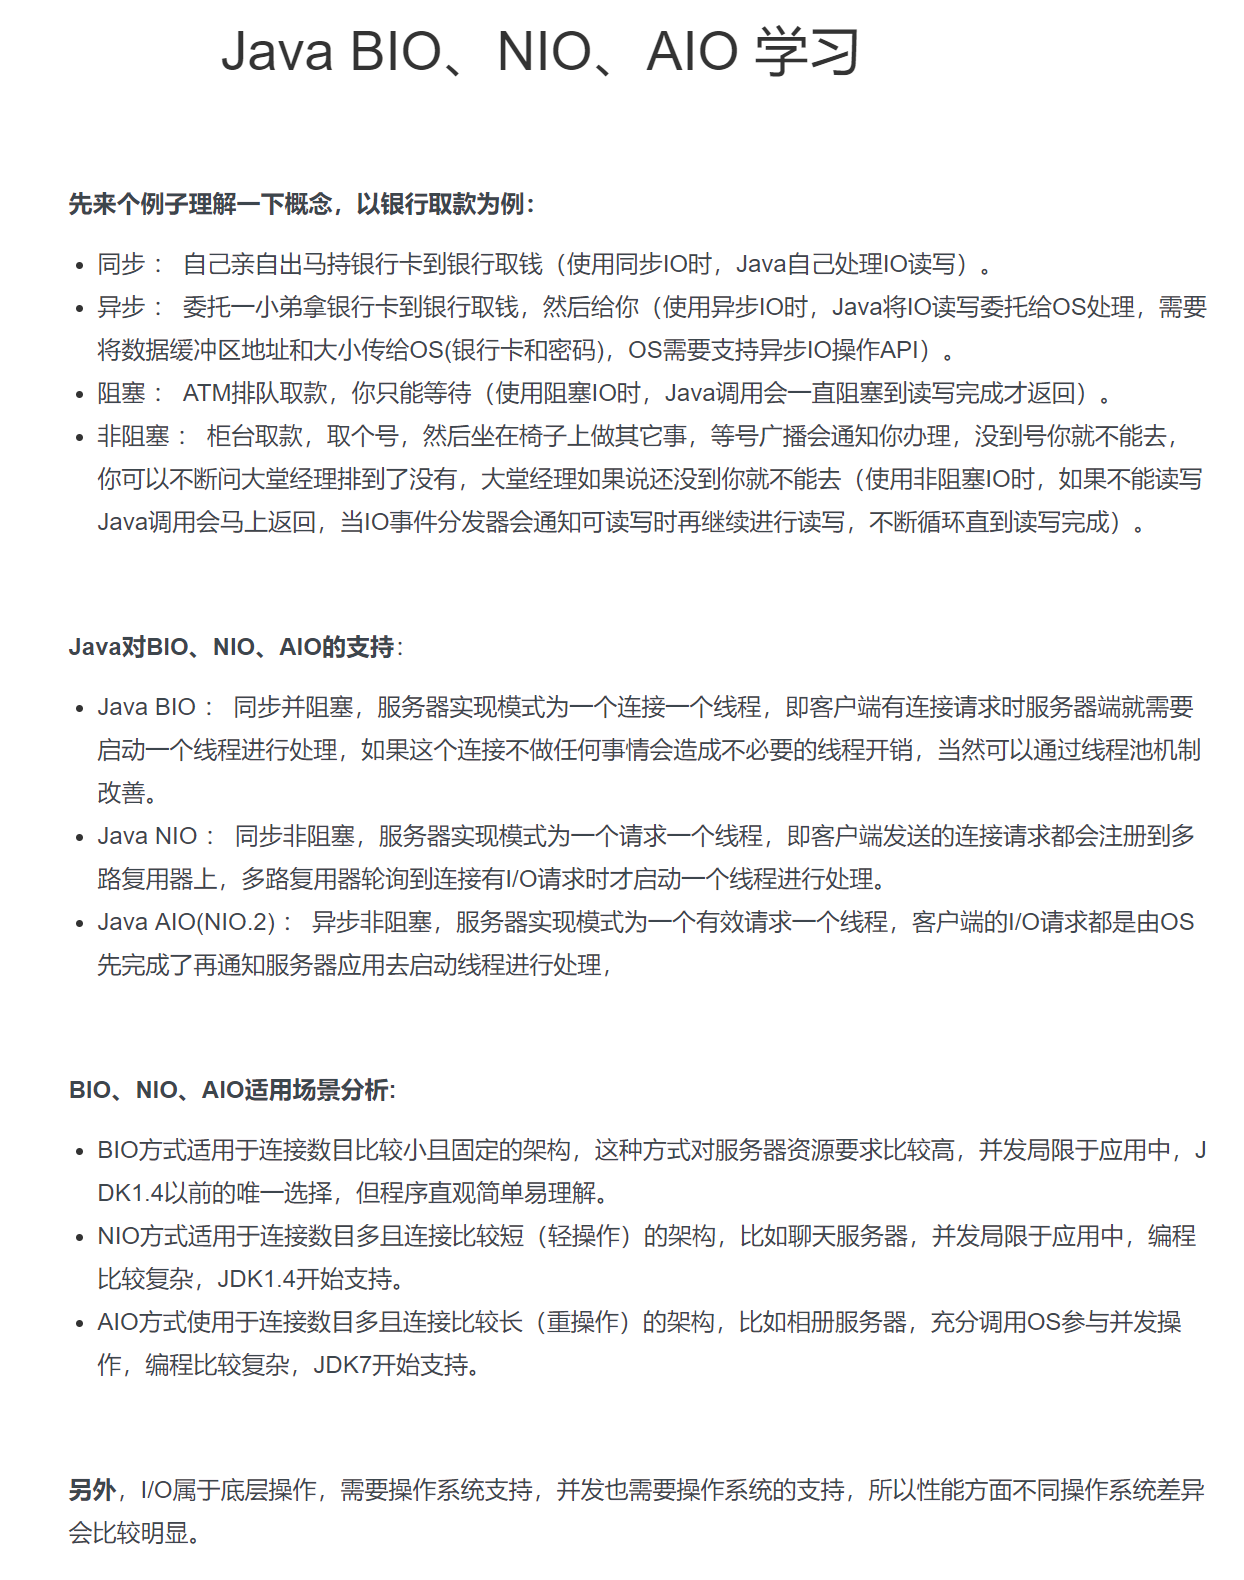 Java BIO、NIO、AIO 学习
先来个例子理解一下概念，以银行取款为例：
同步 ： 自己亲自出马持银行卡到银行取钱（使用同步IO时，Java自己处理IO读写）。
异步 ： 委托一小弟拿银行卡到银行取钱，然后给你（使用异步IO时，Java将IO读写委托给OS处理，需要
将数据缓冲区地址和大小传给OS(银行卡和密码)，OS需要支持异步IO操作API）。
阻塞 ： ATM排队取款，你只能等待（使用阻塞IO时，Java调用会一直阻塞到读写完成才返回）。
非阻塞 ： 柜台取款，取个号，然后坐在椅子上做其它事，等号广播会通知你办理，没到号你就不能去，
你可以不断问大堂经理排到了没有，大堂经理如果说还没到你就不能去（使用非阻塞IO时，如果不能读写
Java调用会马上返回，当IO事件分发器会通知可读写时再继续进行读写，不断循环直到读写完成）。
Java对BIO、NIO、AIO的支持：
Java BIO ： 同步并阻塞，服务器实现模式为一个连接一个线程，即客户端有连接请求时服务器端就需要
启动一个线程进行处理，如果这个连接不做任何事情会造成不必要的线程开销，当然可以通过线程池机制
改善。
Java NIO ： 同步非阻塞，服务器实现模式为一个请求一个线程，即客户端发送的连接请求都会注册到多
路复用器上，多路复用器轮询到连接有I/O请求时才启动一个线程进行处理。
Java AIO(NIO.2) ： 异步非阻塞，服务器实现模式为一个有效请求一个线程，客户端的I/O请求都是由OS
先完成了再通知服务器应用去启动线程进行处理，
BIO、NIO、AIO适用场景分析:
BIO方式适用于连接数目比较小且固定的架构，这种方式对服务器资源要求比较高，并发局限于应用中，J
DK1.4以前的唯一选择，但程序直观简单易理解。
NIO方式适用于连接数目多且连接比较短（轻操作）的架构，比如聊天服务器，并发局限于应用中，编程
比较复杂，JDK1.4开始支持。
AIO方式使用于连接数目多且连接比较长（重操作）的架构，比如相册服务器，充分调用OS参与并发操
作，编程比较复杂，JDK7开始支持。
另外，I/O属于底层操作，需要操作系统支持，并发也需要操作系统的支持，所以性能方面不同操作系统差异
会比较明显。